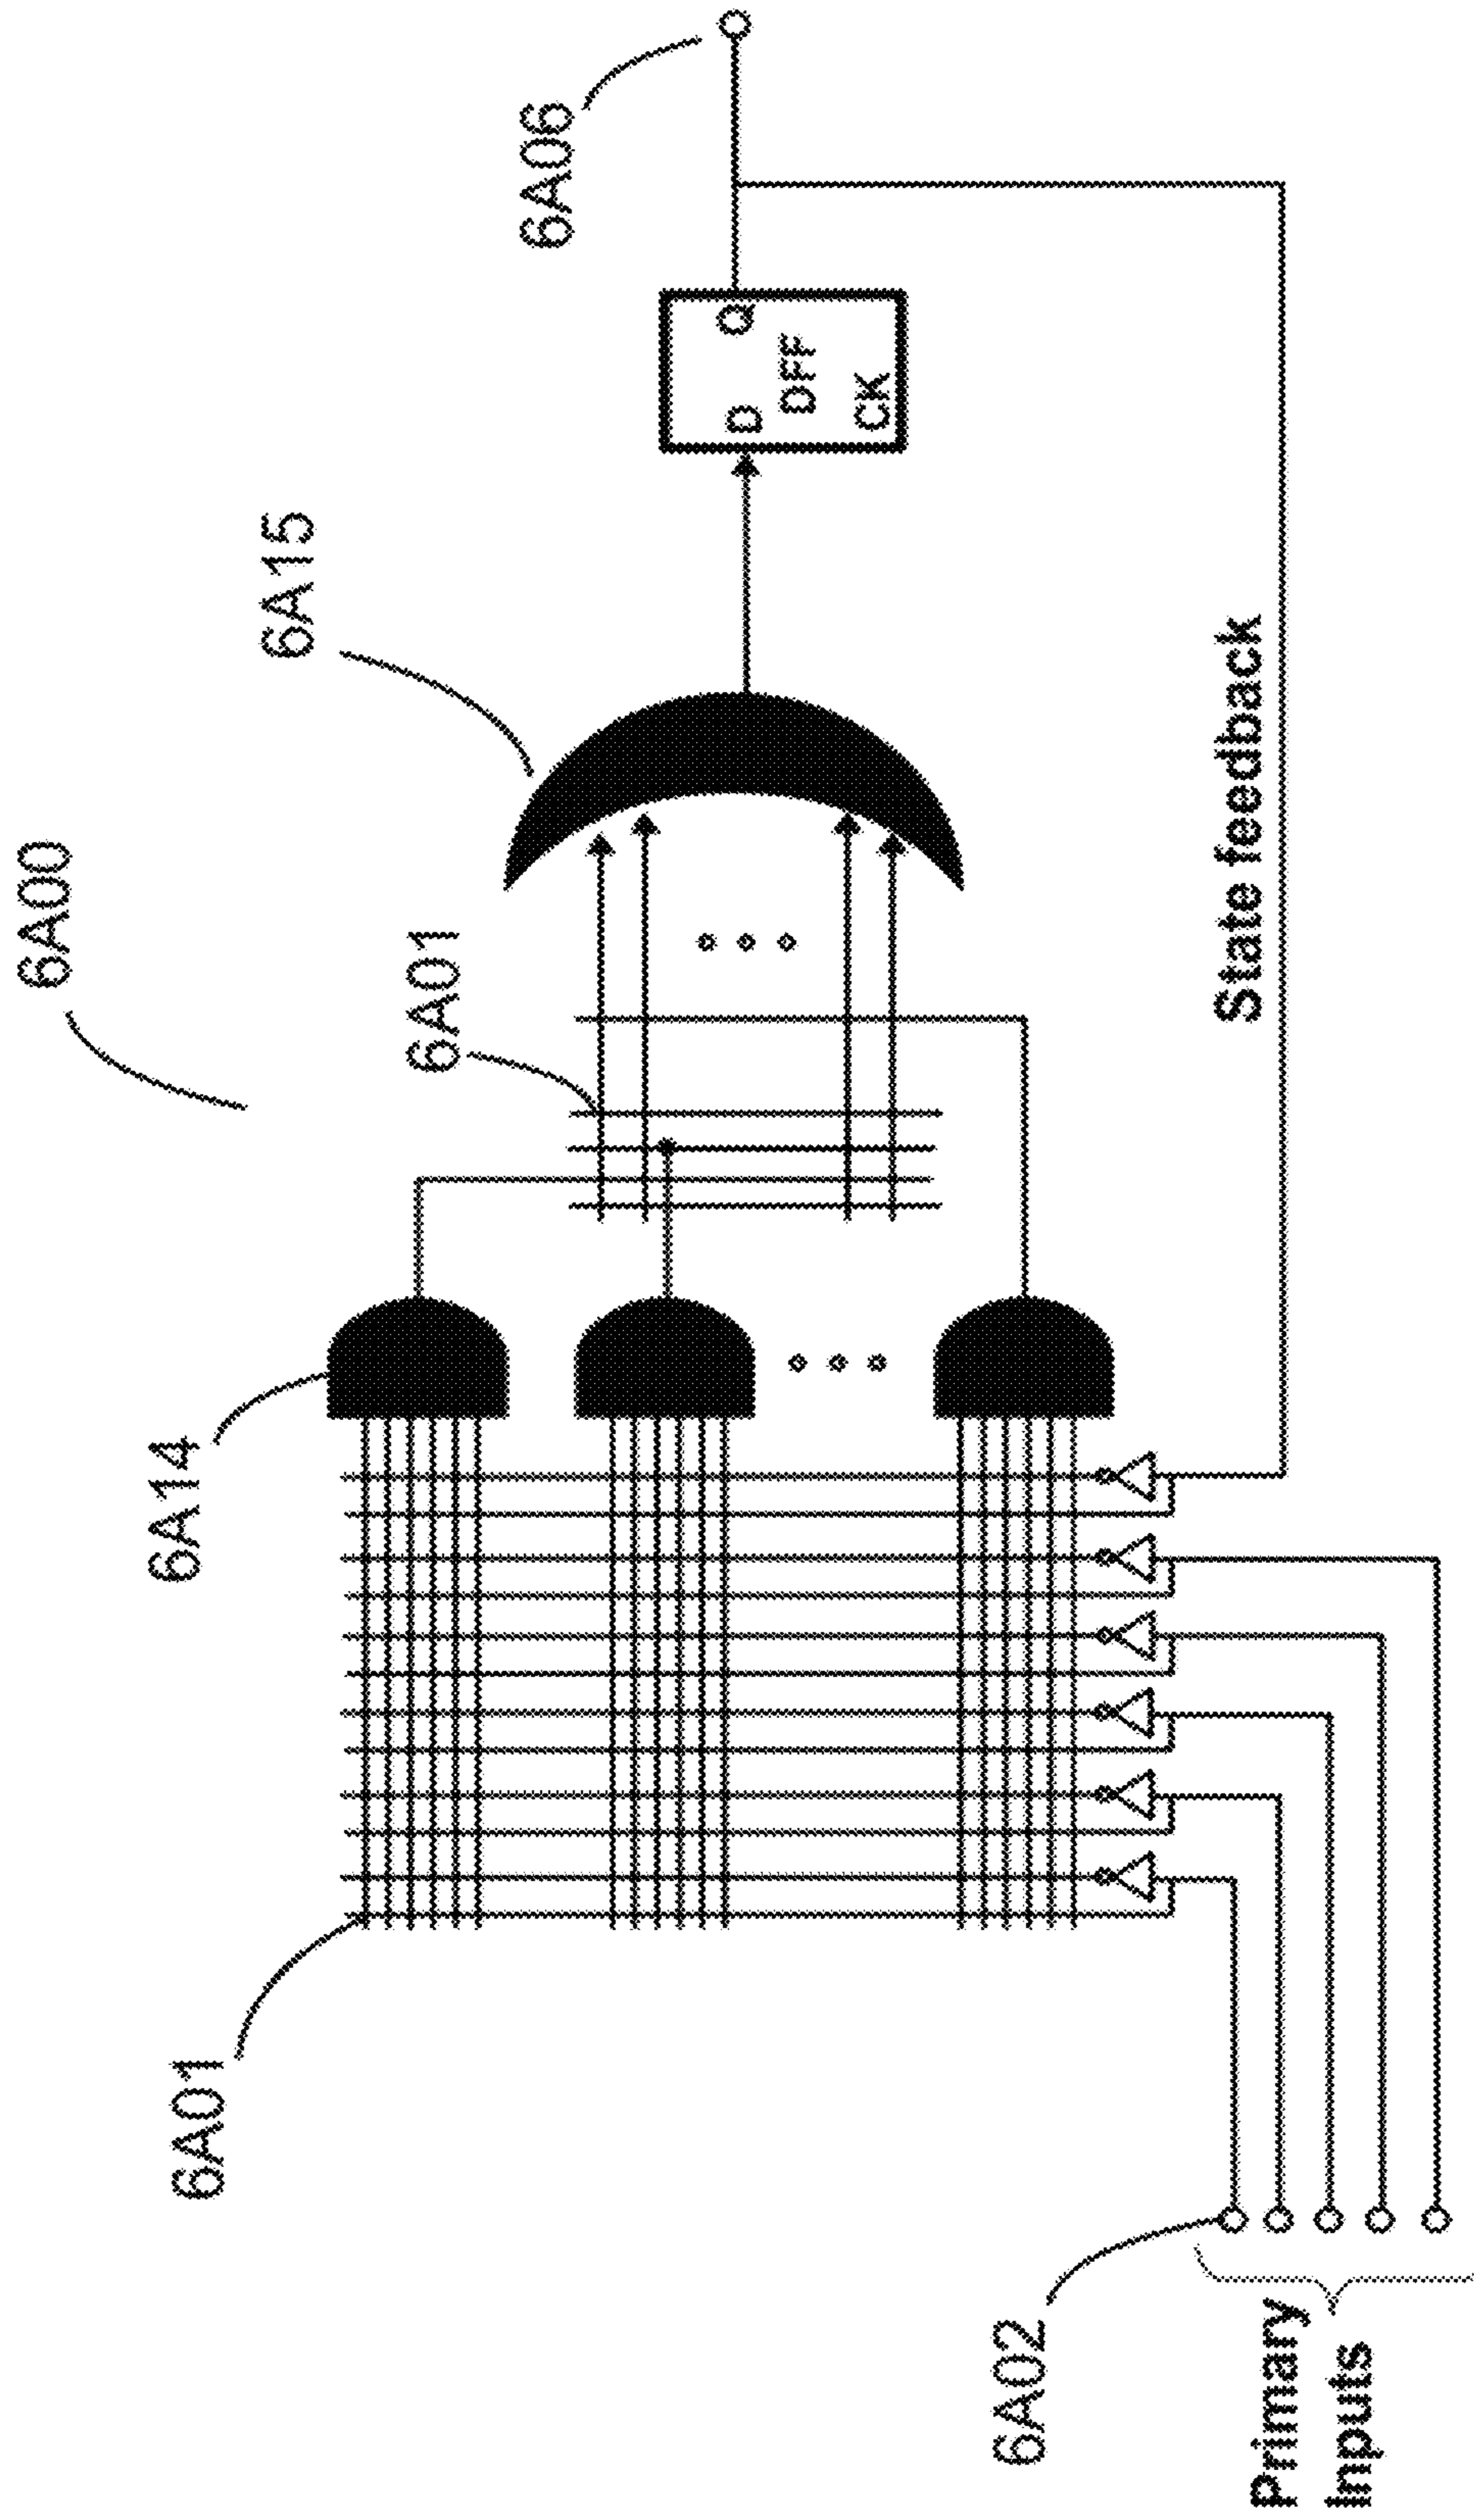 6A00
6A06
6A15
6A01
6A14
6A01
6A02
D
Q
DFF
CK
State feedback
Primary
Inputs